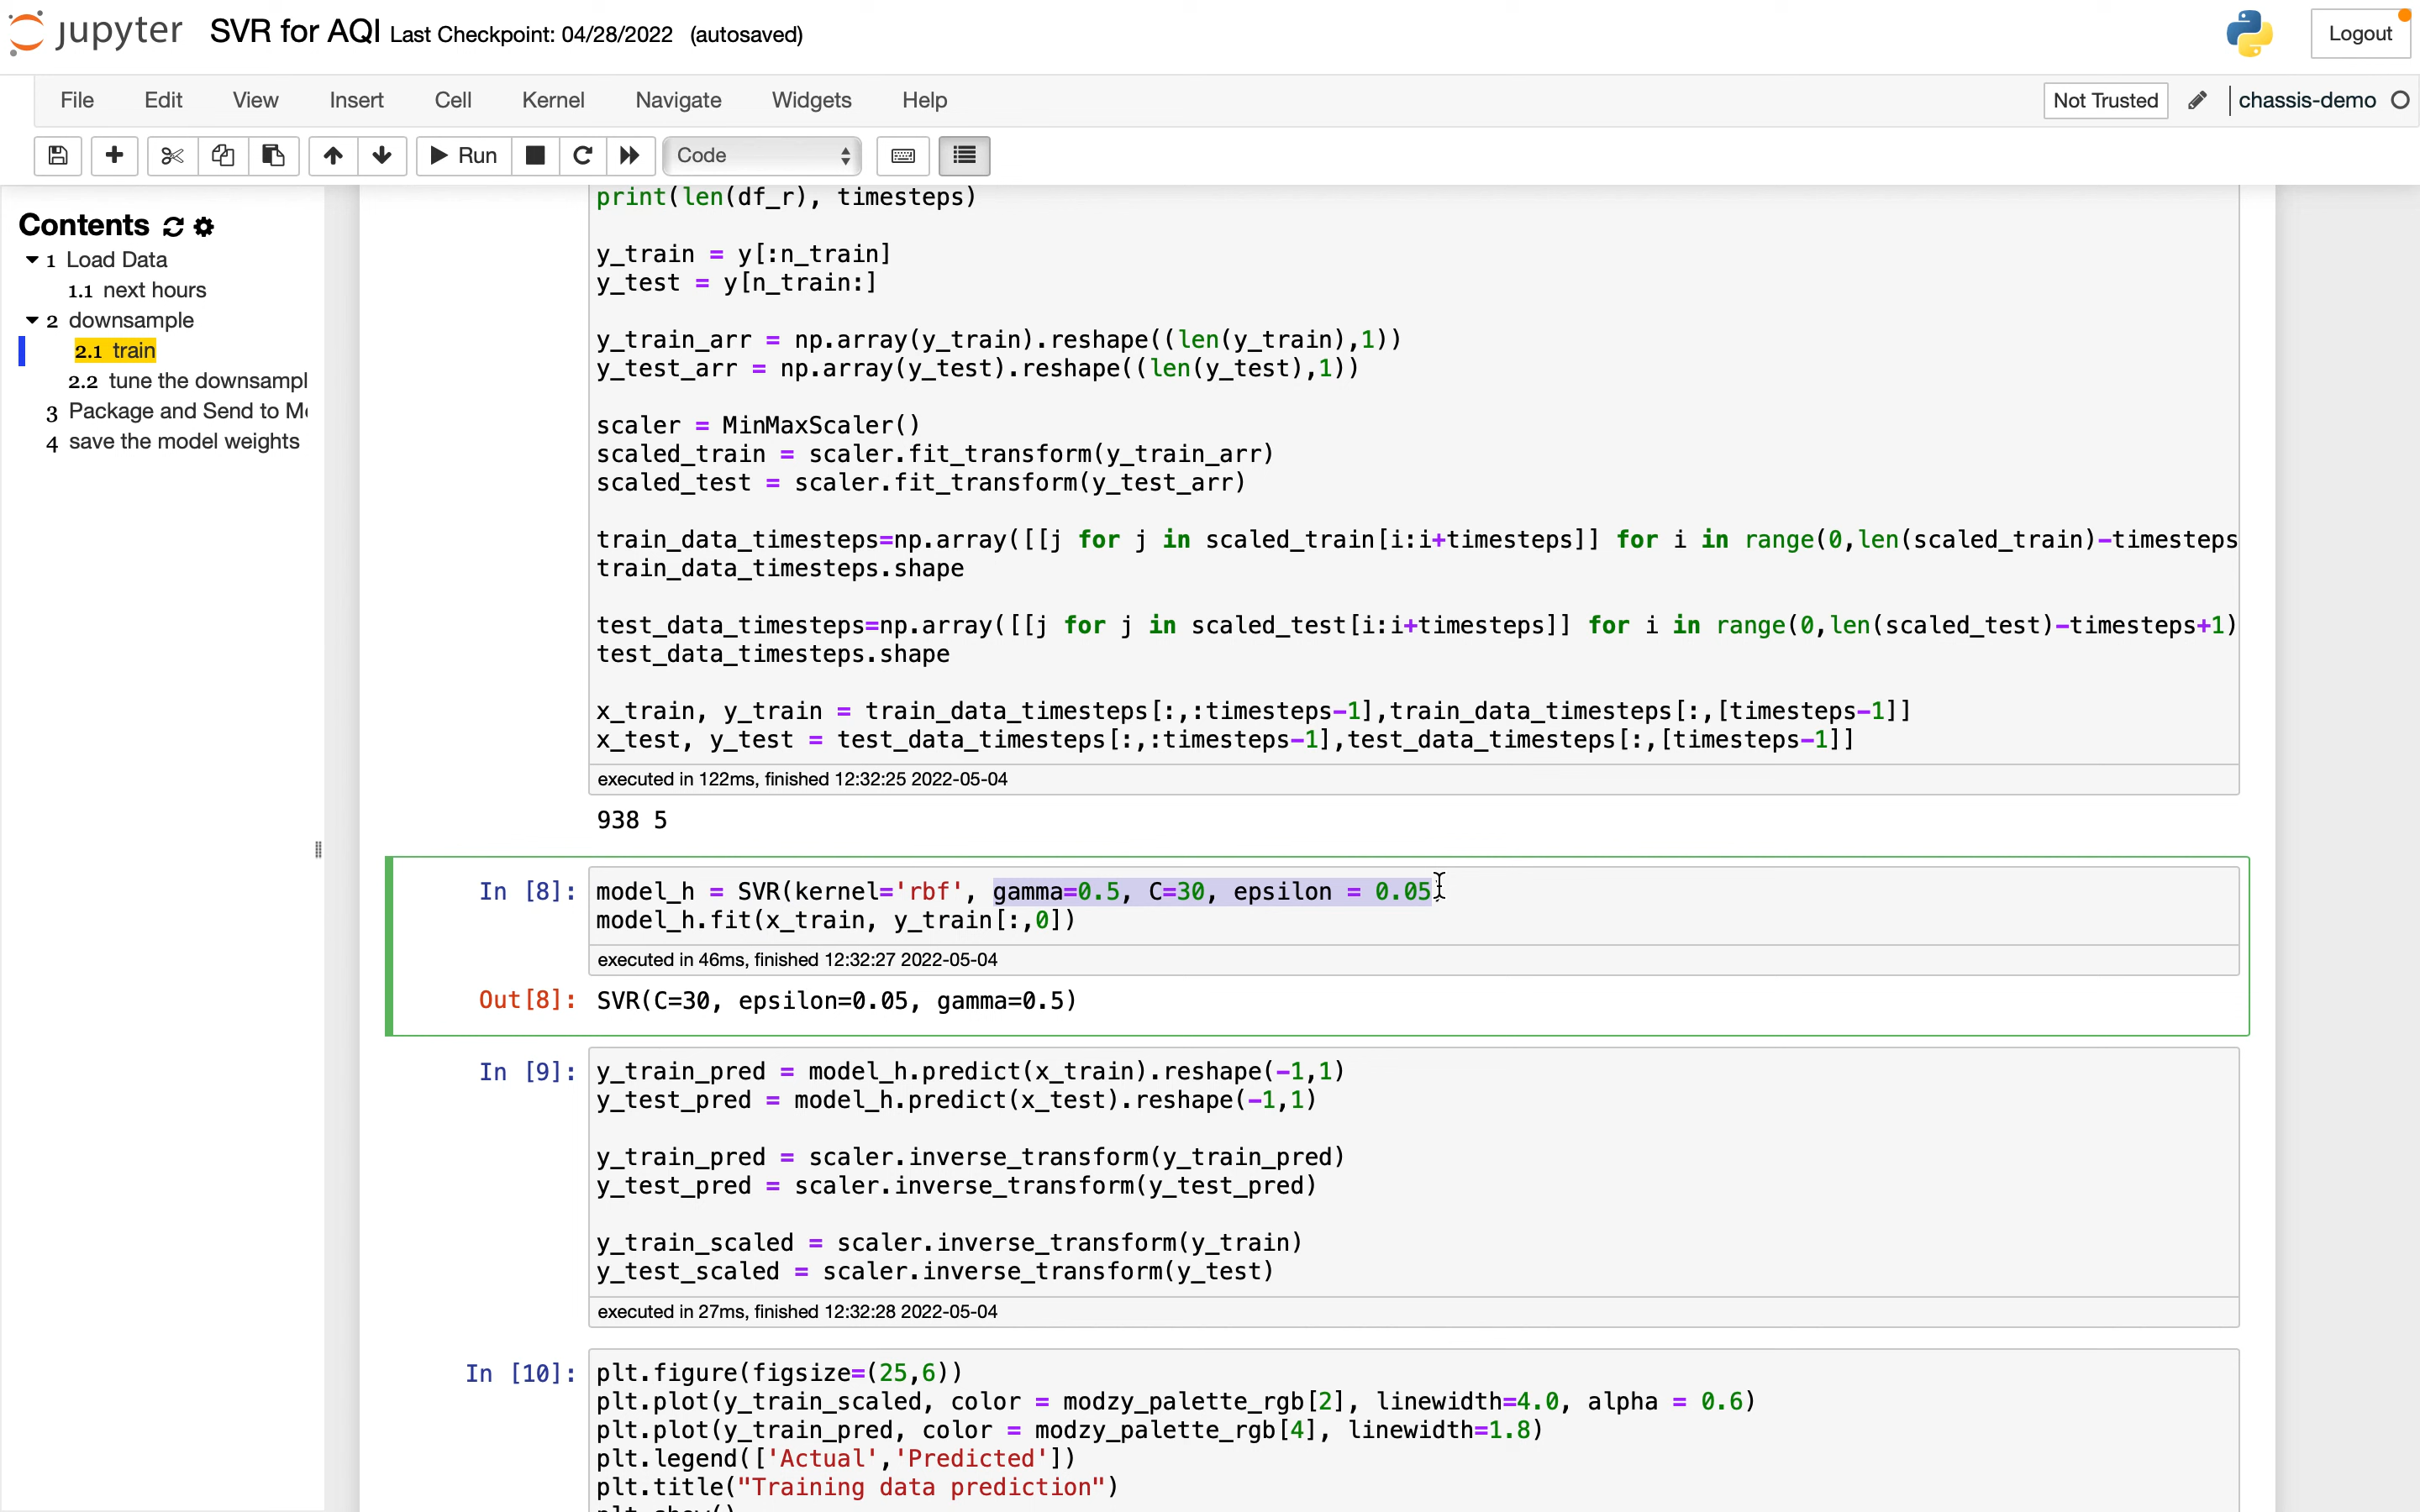 jupyter SVR for AQI Last Checkpoint: 04/28/2022 (autosaved) Logout
File Edit View Insert Cell Kernel Navigate Widgets Help Not Trusted chassis-demo
Run Code
Contents
1 Load Data
1.1 next hours
2 downsample
2.1 train
2.2 tune the downsampl
3 Package and Send to M
4 save the model weights
print(len(df_r), timesteps)
y_train = y[:n_train]
y_test = y[n_train:]
y_train_arr = np.array(y_train).reshape((len(y_train),1))
y_test_arr = np.array(y_test).reshape((len(y_test),1))
scaler = MinMaxScaler()
scaled_train = scaler.fit_transform(y_train_arr)
scaled_test = scaler.fit_transform(y_test_arr)
train_data_timesteps=np.array([[j for j in scaled_train[i:i+timesteps]] for i in range(0,len(scaled_train)-timesteps
train_data_timesteps.shape
test_data_timesteps=np.array([[j for j in scaled_test[i:i+timesteps]] for i in range(0,len(scaled_test)-timesteps+1)
test_data_timesteps.shape
x_train, y_train = train_data_timesteps[:,:timesteps-1],train_data_timesteps[:,[timesteps-1]]
x_test, y_test = test_data_timesteps[:,:timesteps-1],test_data_timesteps[:,[timesteps-1]]
executed in 122ms, finished 12:32:25 2022-05-04
938 5
In [8]: model_h = SVR(kernel='rbf', gamma=0.5, C=30, epsilon = 0.05
model_h.fit(x_train, y_train[:,0])
executed in 46ms, finished 12:32:27 2022-05-04
Out[8]: SVR(C=30, epsilon=0.05, gamma=0.5)
In [9]: y_train_pred = model_h.predict(x_train).reshape(-1,1)
y_test_pred = model_h.predict(x_test).reshape(-1,1)
y_train_pred = scaler.inverse_transform(y_train_pred)
y_test_pred = scaler.inverse_transform(y_test_pred)
y_train_scaled = scaler.inverse_transform(y_train)
y_test_scaled = scaler.inverse_transform(y_test)
executed in 27ms, finished 12:32:28 2022-05-04
In [10]: plt.figure(figsize=(25,6))
plt.plot(y_train_scaled, color = modzy_palette_rgb[2], linewidth=4.0, alpha = 0.6)
plt.plot(y_train_pred, color = modzy_palette_rgb[4], linewidth=1.8)
plt.legend(['Actual','Predicted'])
plt.title("Training data prediction")